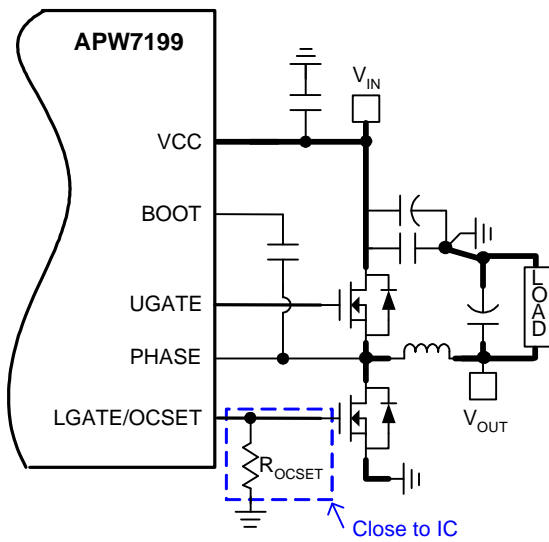 APW7199
VIN
VCC
BOOT
UGATE
LOAD
PHASE
LGATE/OCSET
VOUT
ROCSET
Close to IC